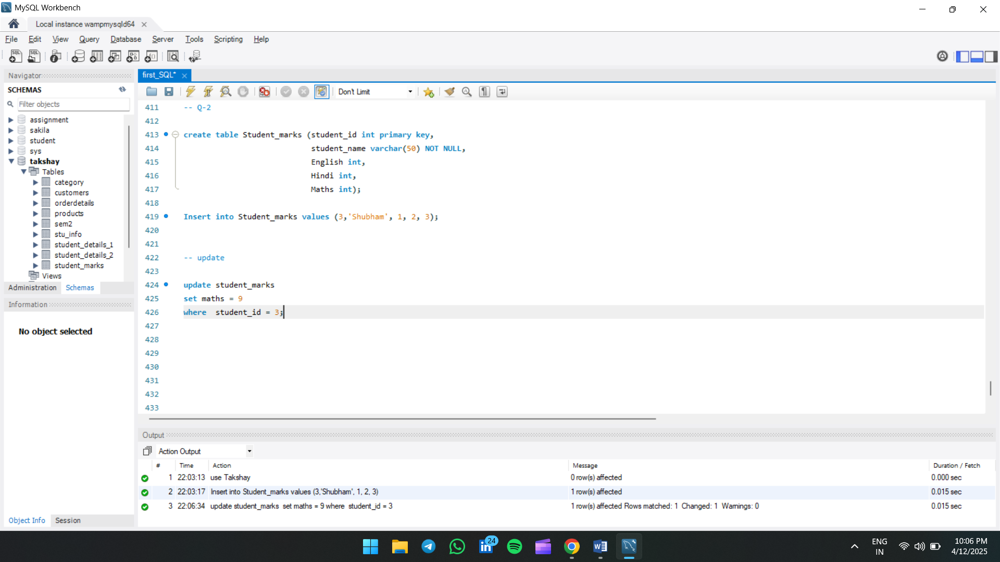 MySQL Workbench
Local instance wampmysqld64
File Edit View Query Database Server Tools Scripting Help
Navigator
SCHEMAS
Filter objects
assignment
sakila
student
sys
takshay
Tables
category
customers
orderdetails
products
sem2
stu_info
student_details_1
student_details_2
student_marks
Views
Administration Schemas
Information
No object selected
Object Info Session
first_SQL*
Don't Limit
411 -- Q-2
412
413 create table Student_marks (student_id int primary key,
414 student_name varchar(50) NOT NULL,
415 English int,
416 Hindi int,
417 Maths int);
418
419 Insert into Student_marks values (3,'Shubham', 1, 2, 3);
420
421
422 -- update
423
424 update student_marks
425 set maths = 9
426 where  student_id = 3;
427
428
429
430
431
432
433
Output
Action Output
# Time Action Message Duration / Fetch
1 22:03:13 use Takshay 0 row(s) affected 0.000 sec
2 22:03:17 Insert into Student_marks values (3,'Shubham', 1, 2, 3) 1 row(s) affected 0.015 sec
3 22:06:34 update student_marks  set maths = 9 where  student_id = 3 1 row(s) affected Rows matched: 1  Changed: 1  Warnings: 0 0.015 sec
24
ENG
IN
10:06 PM
4/12/2025